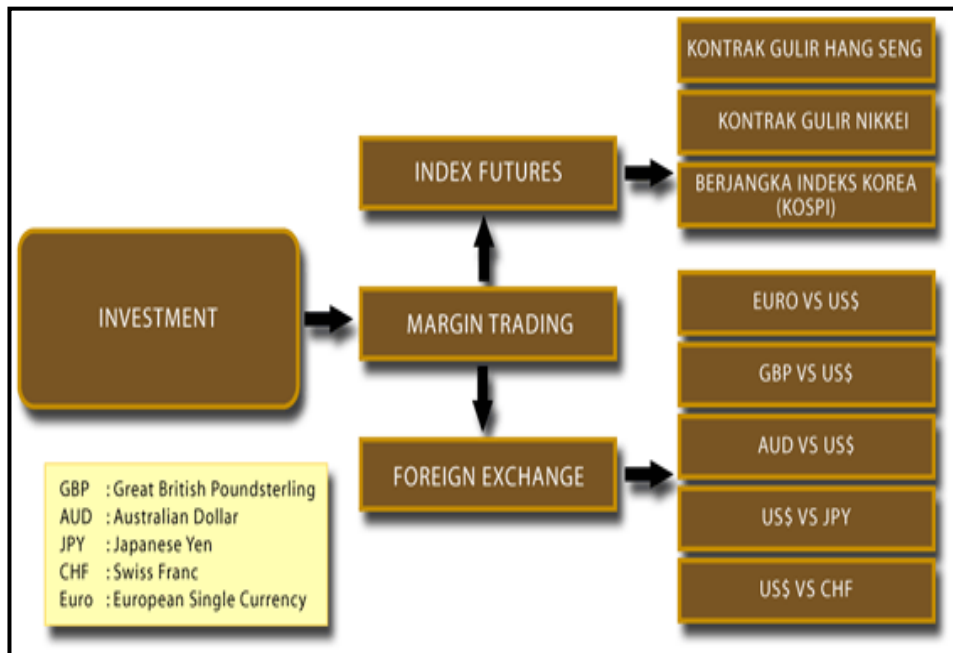 INVESTMENT
MARGIN TRADING
INDEX FUTURES
KONTRAK GULIR HANG SENG
KONTRAK GULIR NIKKEI
BERJANGKA INDEKS KOREA
(KOSPI)
FOREIGN EXCHANGE
EURO VS US$
GBP VS US$
AUD VS US$
US$ VS JPY
US$ VS CHF
GBP : Great British Poundsterling
AUD : Australian Dollar
JPY : Japanese Yen
CHF : Swiss Franc
Euro : European Single Currency